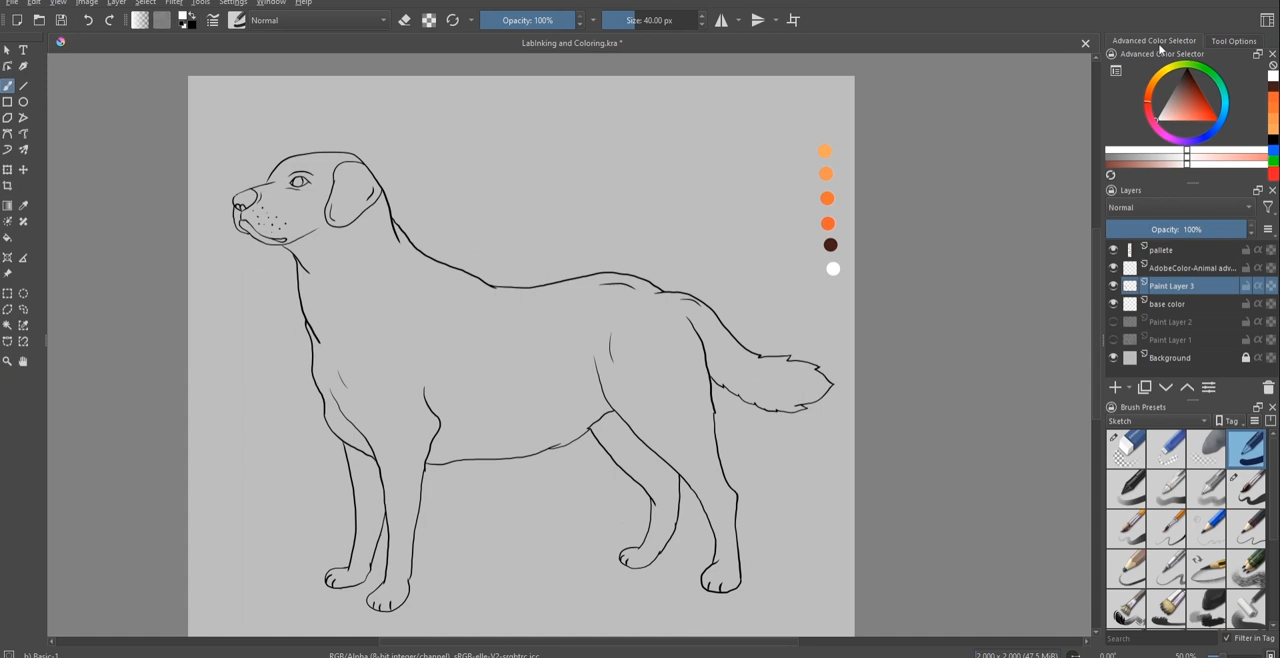 File Edit View Image Layer Select Filter Tools Settings Window Help
Normal
Opacity: 100%
Size: 40.00 px
LabInking and Coloring.kra *
Advanced Color Selector
Tool Options
Advanced Color Selector
Layers
Normal
Opacity: 100%
pallete
AdobeColor-Animal adv...
Paint Layer 3
base color
Paint Layer 2
Paint Layer 1
Background
Brush Presets
Sketch
Tag
Search
Filter in Tag
b) Basic-1
RGB/Alpha (8-bit integer/channel) sRGB-elle-V2-srgbtrc.icc
2,000 x 2,000 (47.5 MiB)
0.00°
50.0%